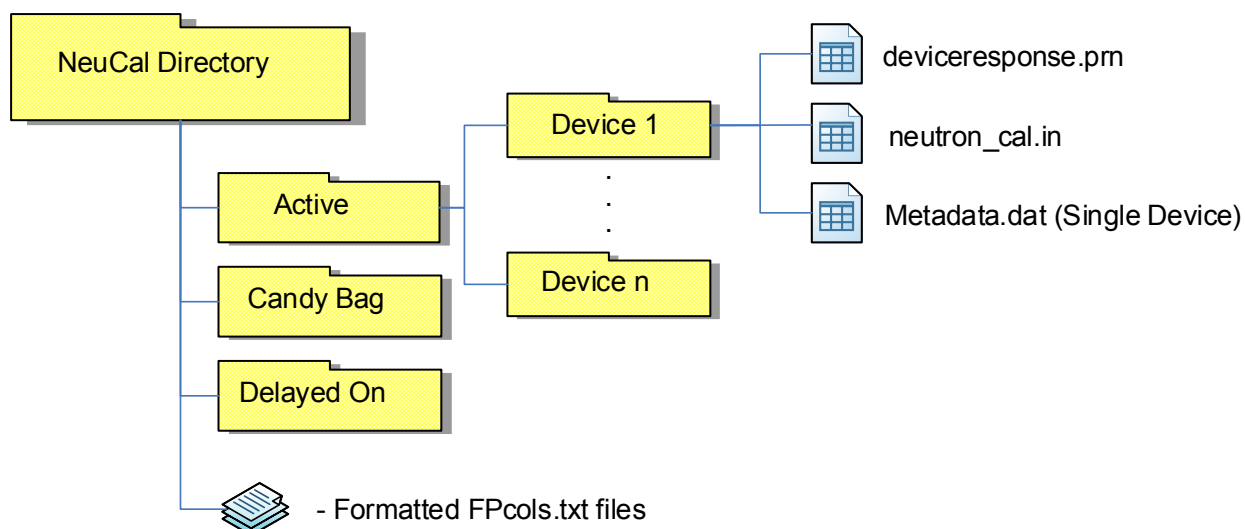 NeuCal Directory
Active
Candy Bag
Delayed On
- Formatted FPcols.txt files
Device 1
.
.
.
Device n
deviceresponse.prn
neutron_cal.in
Metadata.dat (Single Device)